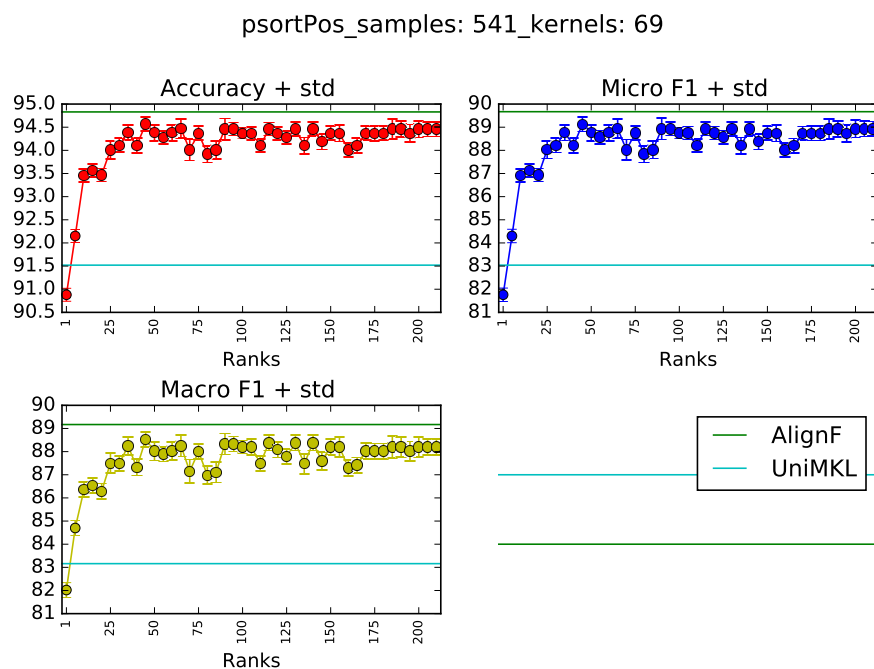 psortPos_samples: 541_kernels: 69
Accuracy + std
95.0
94.5
94.0
93.5
93.0
92.5
92.0
91.5
91.0
90.5
1 25 50 75 100 125 150 175 200
Ranks
Micro F1 + std
90
89
88
87
86
85
84
83
82
81
1 25 50 75 100 125 150 175 200
Ranks
Macro F1 + std
90
89
88
87
86
85
84
83
82
81
1 25 50 75 100 125 150 175 200
Ranks
AlignF
UniMKL